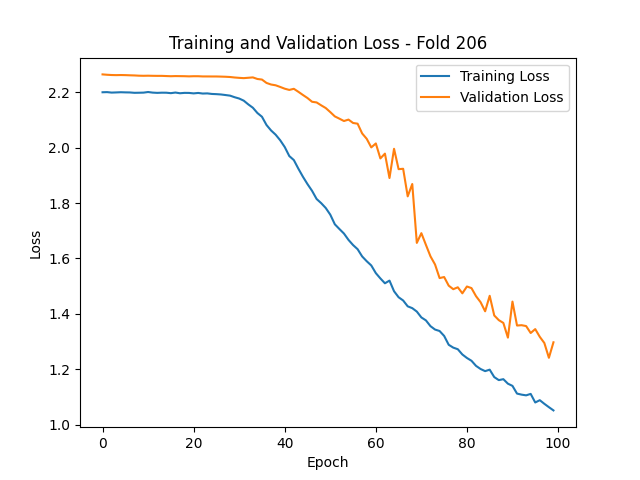 Training and Validation Loss - Fold 206
Training Loss
Validation Loss
Loss
2.2
2.0
1.8
1.6
1.4
1.2
1.0
0 20 40 60 80 100
Epoch